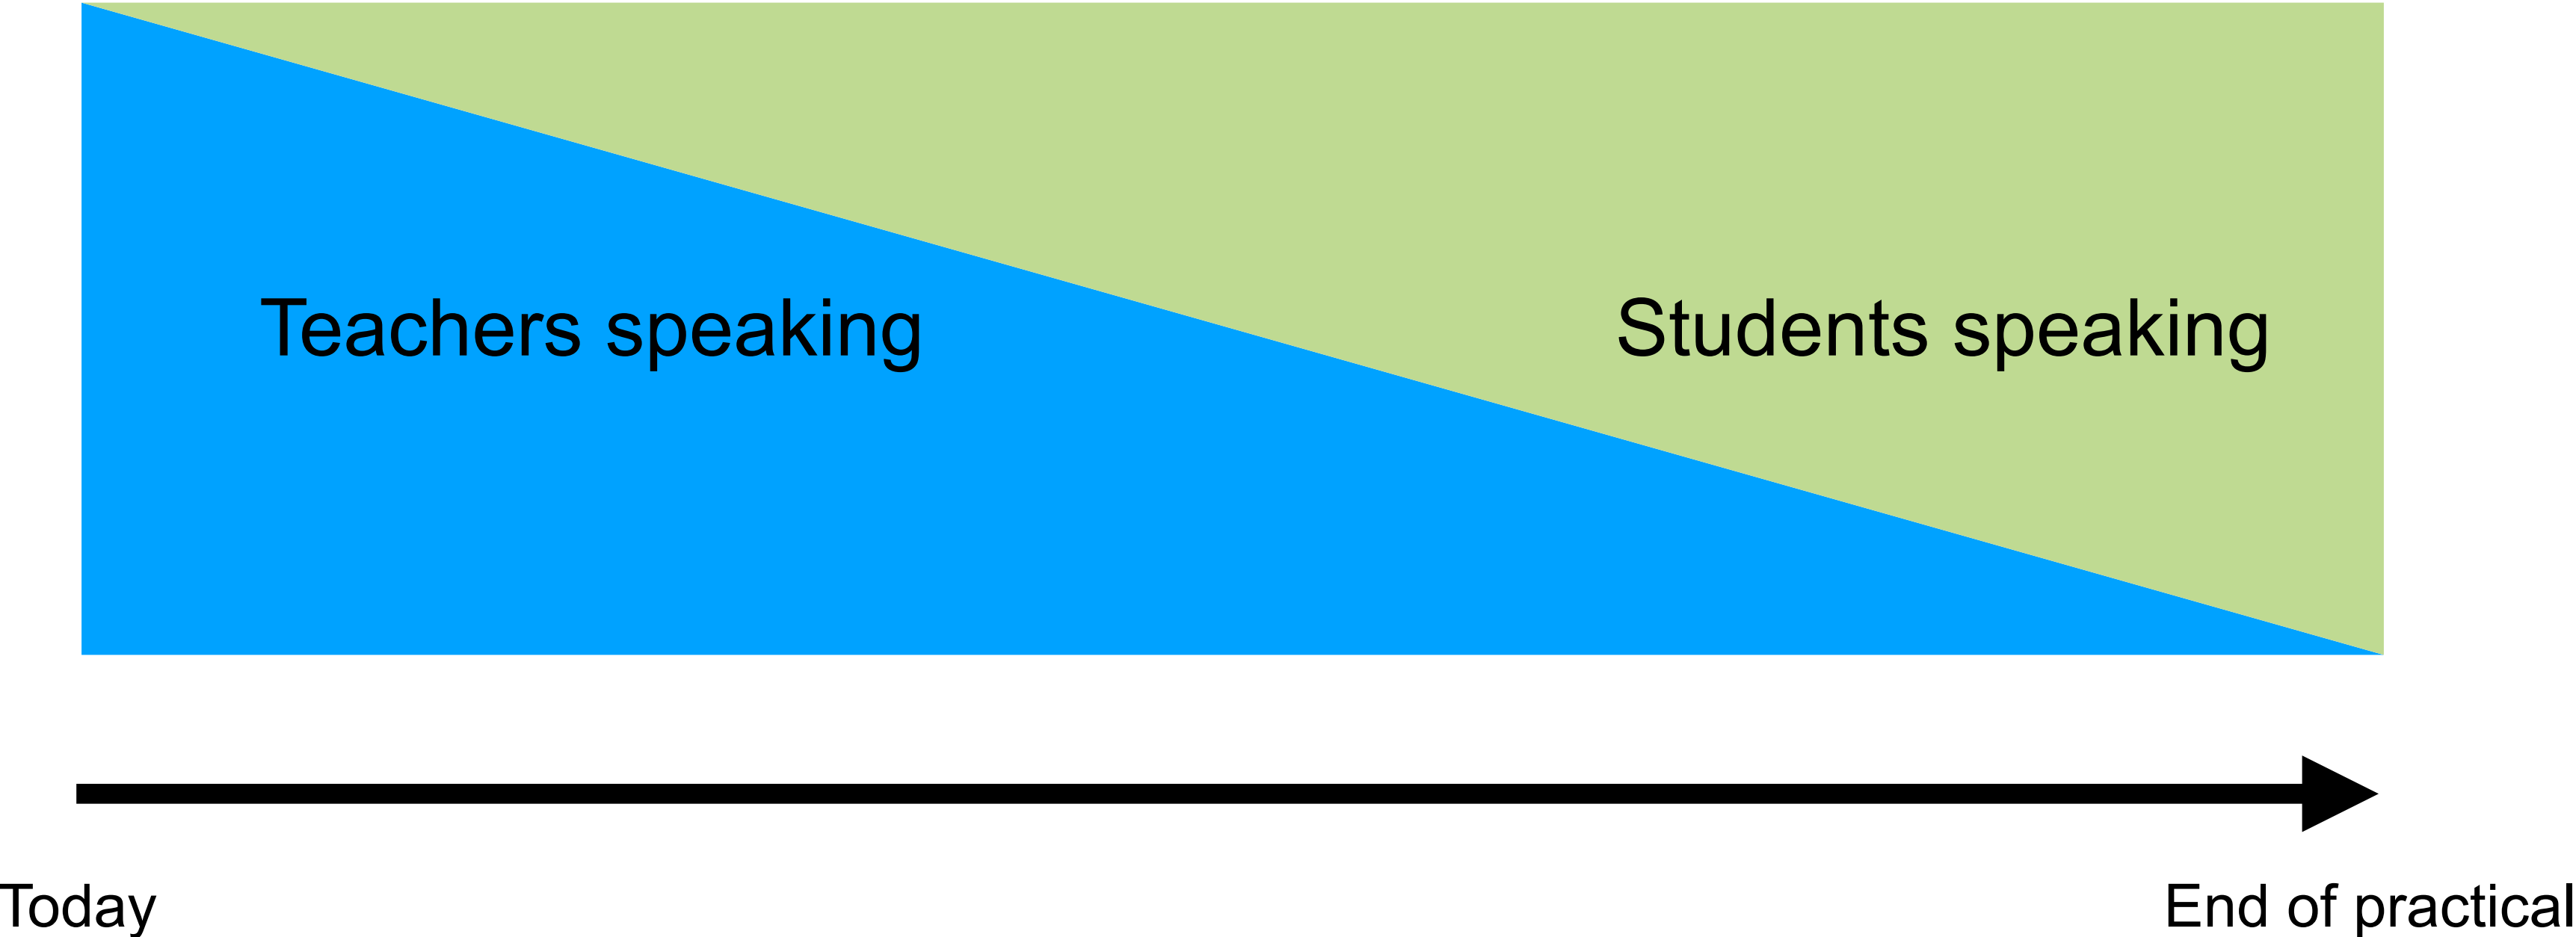 Teachers speaking
Students speaking
Today
End of practical